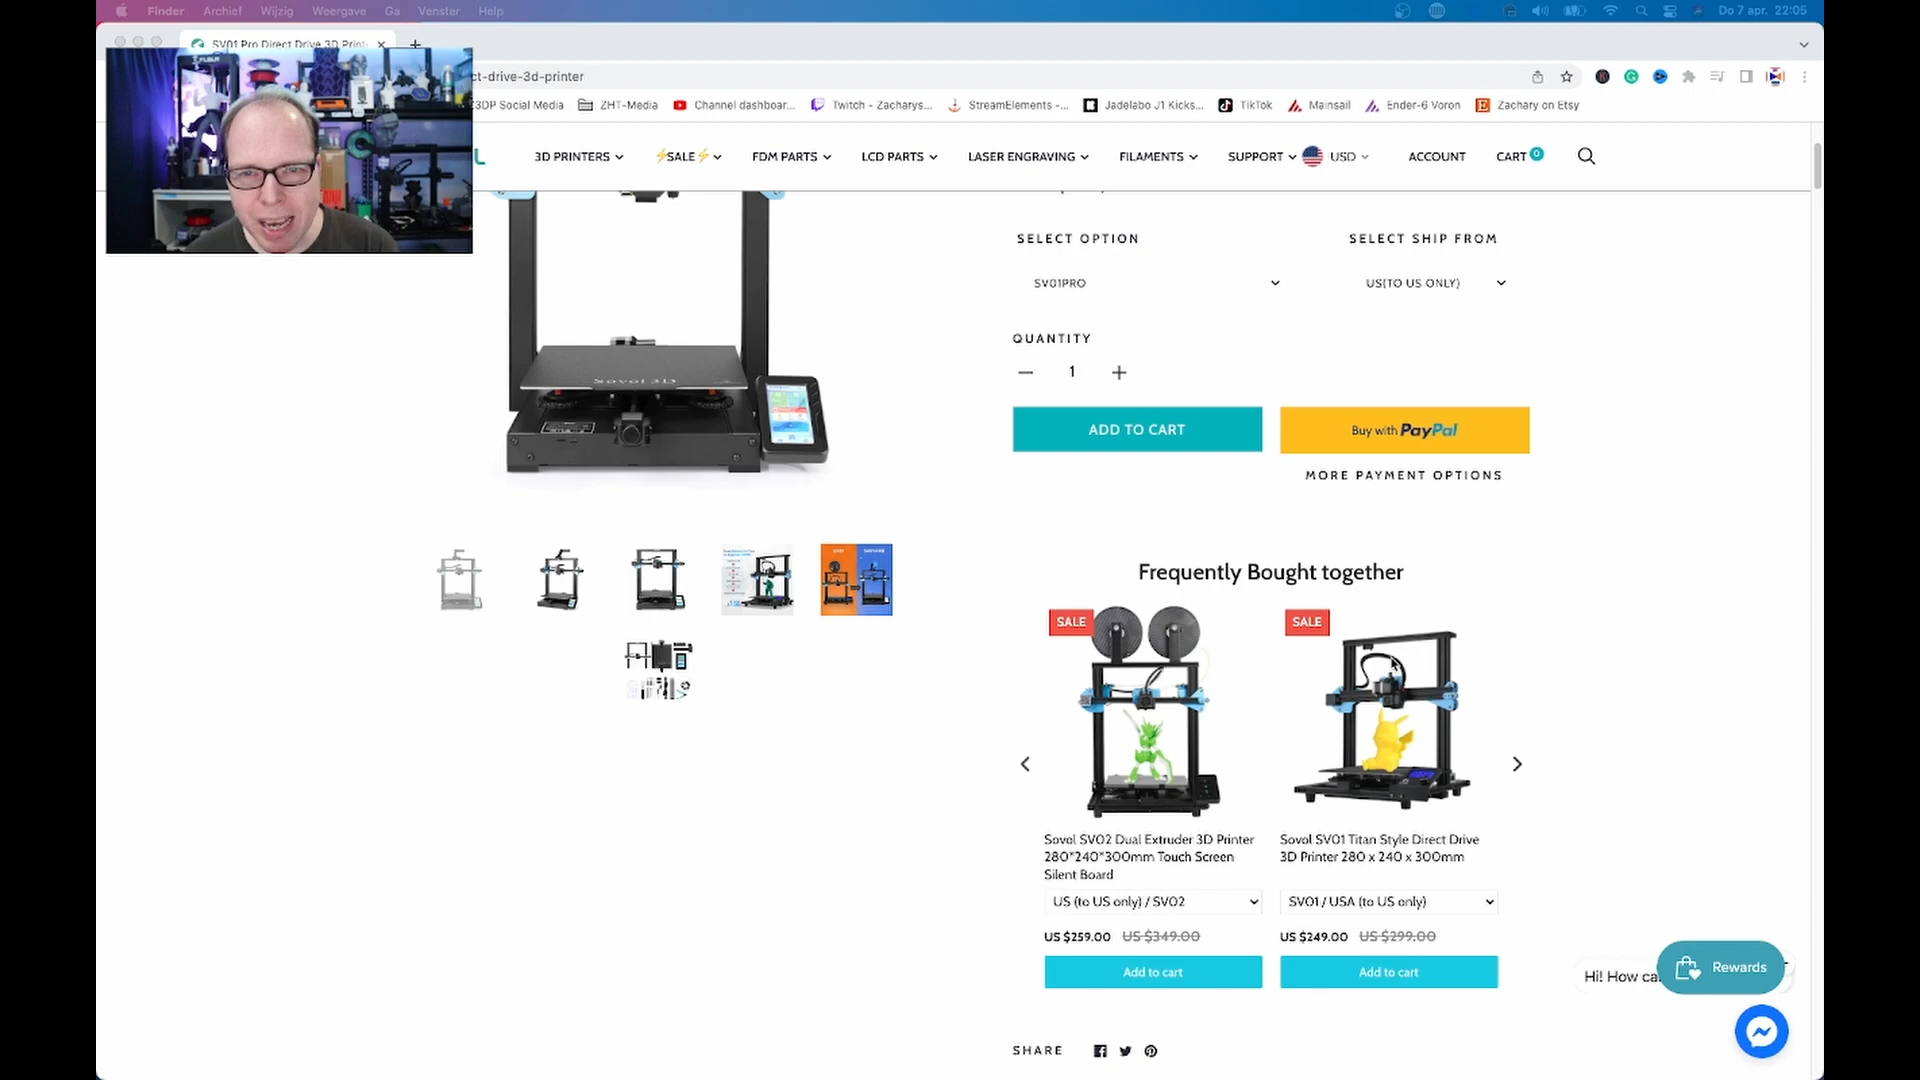 Finder Archief Wijzig Weergave Ga Venster Help Do 7 apr. 22:05
SV01 Pro Direct Drive 3D Print
ct-drive-3d-printer
3DP Social Media ZHT-Media Channel dashboar... Twitch - Zacharys... StreamElements -... Jadelabo J1 Kicks... TikTok Mainsail Ender-6 Voron Zachary on Etsy
L 3D PRINTERS ⚡SALE⚡ FDM PARTS LCD PARTS LASER ENGRAVING FILAMENTS SUPPORT USD ACCOUNT CART 0
SELECT OPTION SELECT SHIP FROM
SV01PRO US(TO US ONLY)
QUANTITY
1
Sovol 3D
ADD TO CART Buy with PayPal
MORE PAYMENT OPTIONS
Frequently Bought together
SALE SALE
Sovol SV02 Dual Extruder 3D Printer
280*240*300mm Touch Screen
Silent Board
Sovol SV01 Titan Style Direct Drive
3D Printer 280 x 240 x 300mm
US (to US only) / SV02 SV01 / USA (to US only)
US $259.00 US $349.00 US $249.00 US $299.00
Add to cart Add to cart
Hi! How ca
Rewards
SHARE